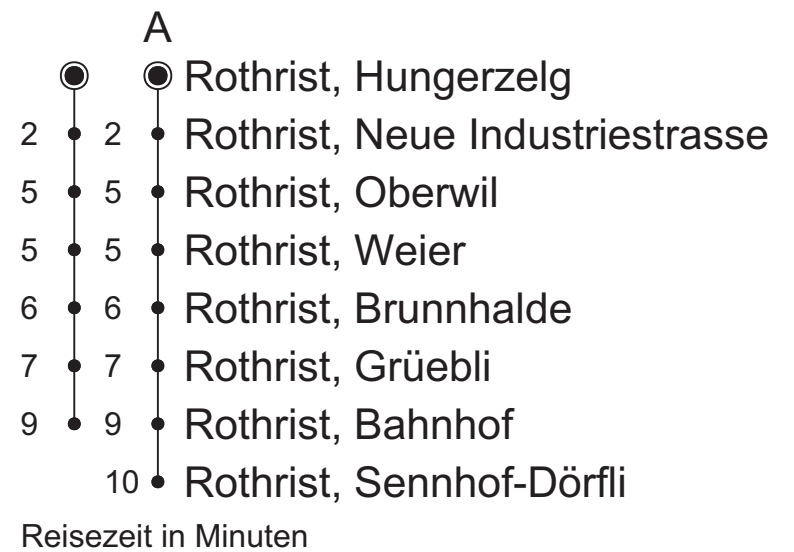 A
Rothrist, Hungerzelg
2 2 Rothrist, Neue Industriestrasse
5 5 Rothrist, Oberwil
5 5 Rothrist, Weier
6 6 Rothrist, Brunnhalde
7 7 Rothrist, Grüebli
9 9 Rothrist, Bahnhof
10 Rothrist, Sennhof-Dörfli
Reisezeit in Minuten